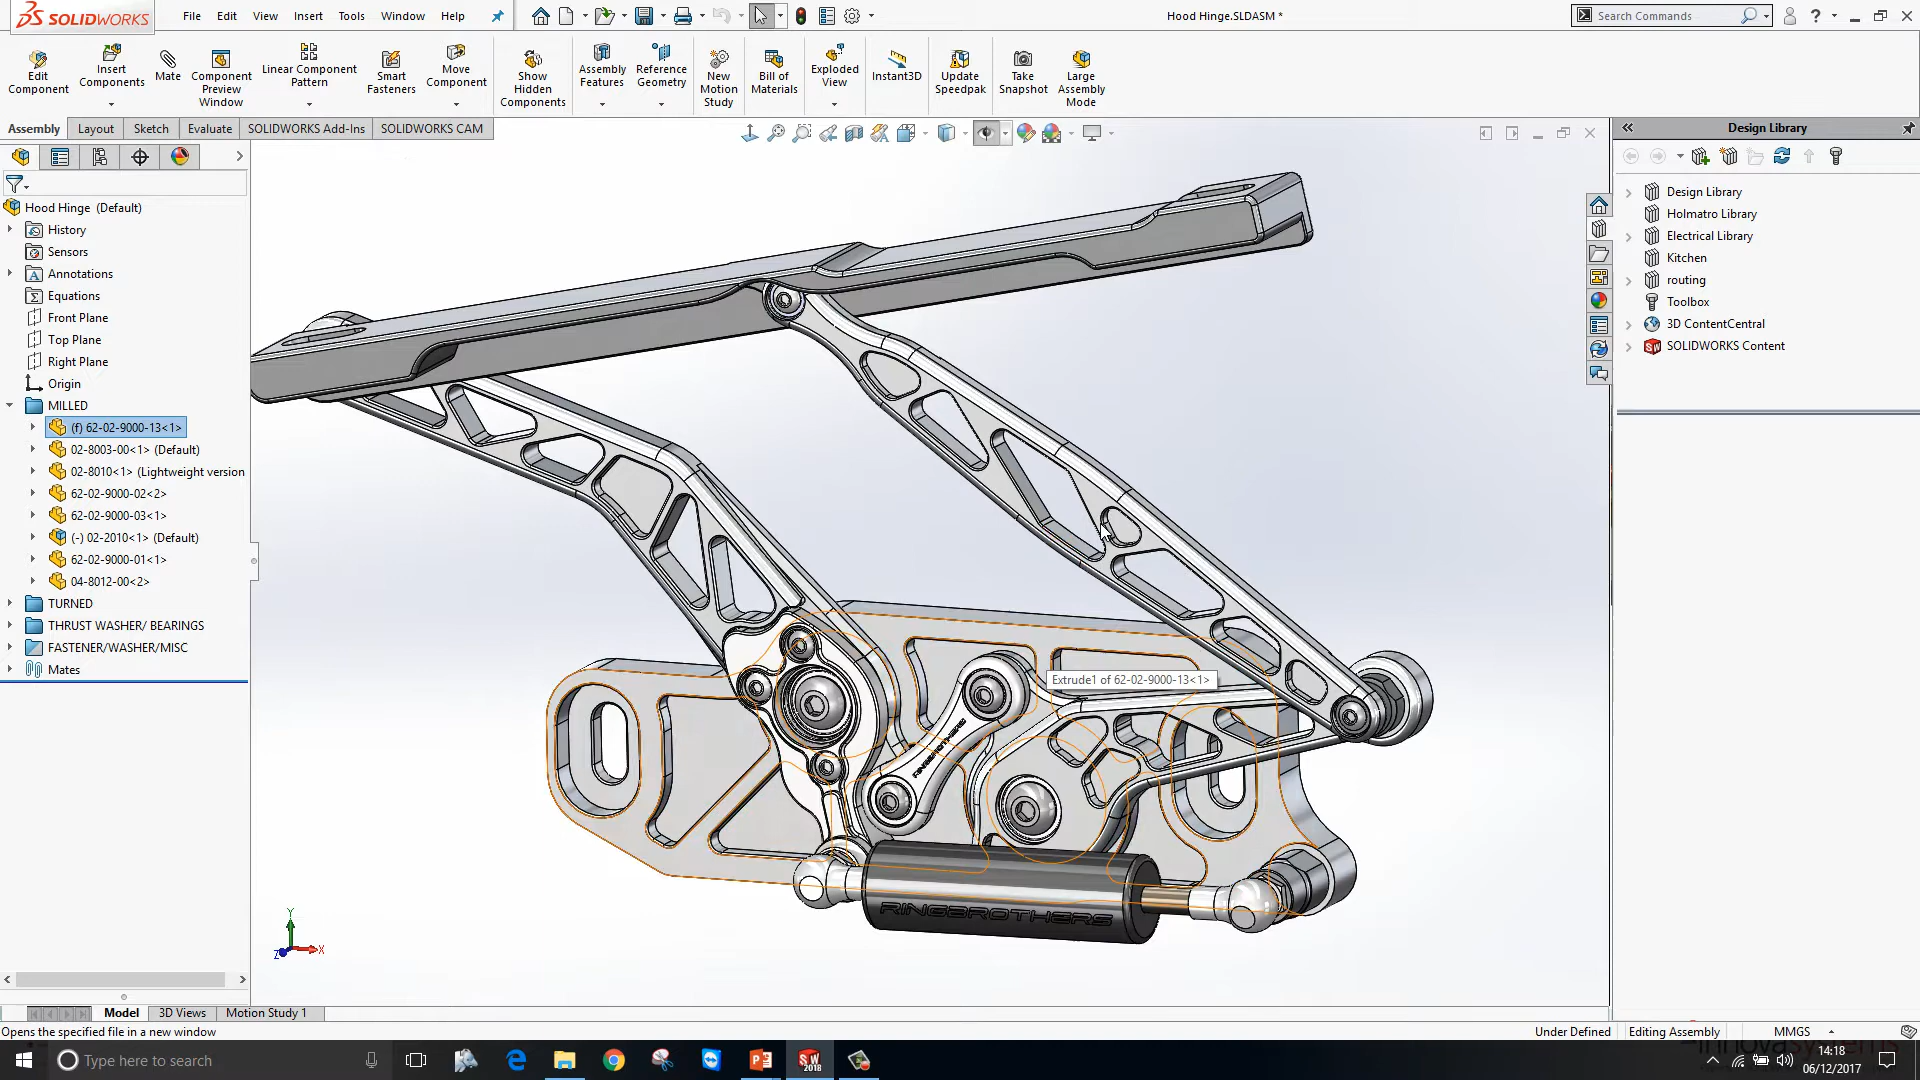 SOLIDWORKS
File Edit View Insert Tools Window Help
Hood Hinge.SLDASM *
Search Commands
Edit Component
Insert Components
Mate
Component Preview Window
Linear Component Pattern
Smart Fasteners
Move Component
Show Hidden Components
Assembly Features
Reference Geometry
New Motion Study
Bill of Materials
Exploded View
Instant3D
Update Speedpak
Take Snapshot
Large Assembly Mode
Assembly Layout Sketch Evaluate SOLIDWORKS Add-Ins SOLIDWORKS CAM
Design Library
Hood Hinge (Default)
History
Sensors
Annotations
Equations
Front Plane
Top Plane
Right Plane
Origin
MILLED
(f) 62-02-9000-13<1>
02-8003-00<1> (Default)
02-8010<1> (Lightweight version
62-02-9000-02<2>
62-02-9000-03<1>
(-) 02-2010<1> (Default)
62-02-9000-01<1>
04-8012-00<2>
TURNED
THRUST WASHER/ BEARINGS
FASTENER/WASHER/MISC
Mates
Design Library
Holmatro Library
Electrical Library
Kitchen
routing
Toolbox
3D ContentCentral
SOLIDWORKS Content
Extrude1 of 62-02-9000-13<1>
RINGBROTHERS
RINGBROTHERS
Y
X
Z
Model 3D Views Motion Study 1
Opens the specified file in a new window
Under Defined Editing Assembly MMGS
Type here to search
SW 2018
14:18
06/12/2017